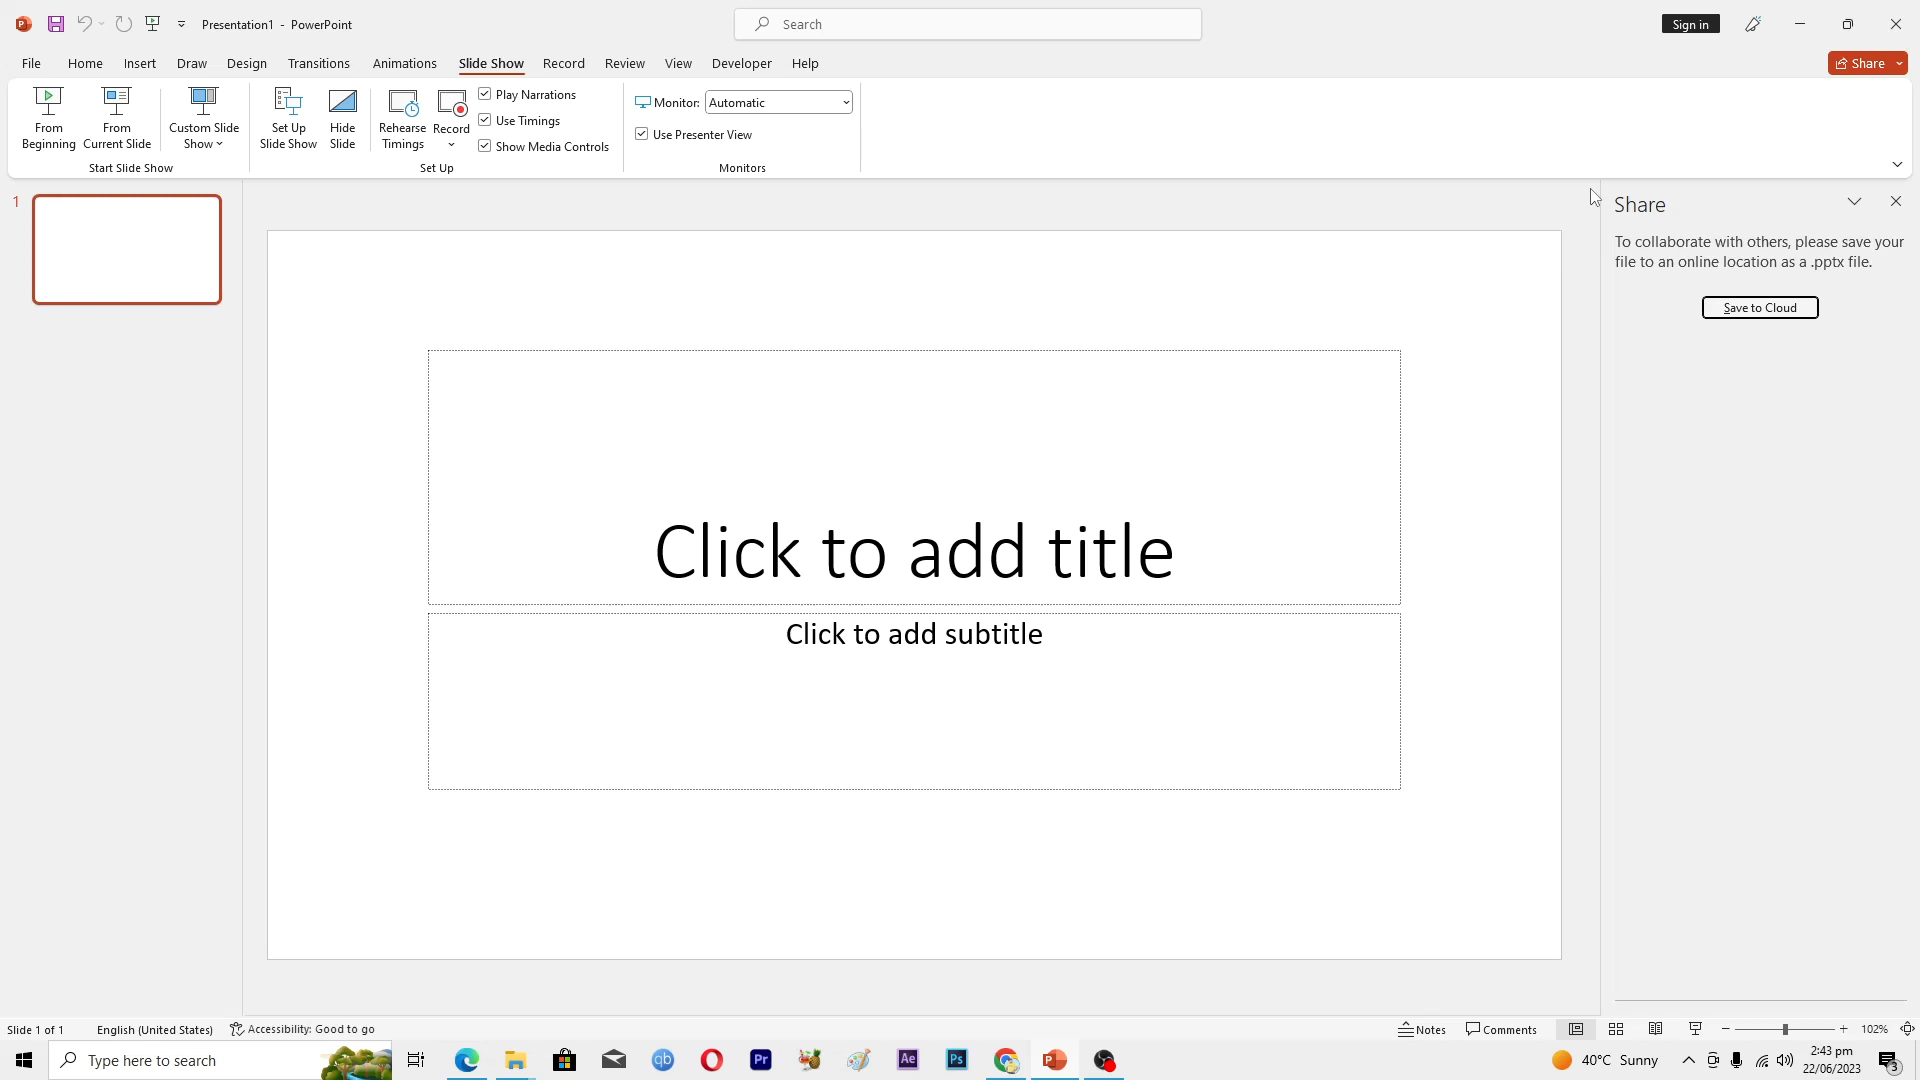 Presentation1 - PowerPoint
Search
Sign in
File Home Insert Draw Design Transitions Animations Slide Show Record Review View Developer Help
Share
From Beginning
From Current Slide
Custom Slide Show
Set Up Slide Show
Hide Slide
Rehearse Timings
Record
Play Narrations
Use Timings
Show Media Controls
Monitor: Automatic
Use Presenter View
Start Slide Show
Set Up
Monitors
1
Share
To collaborate with others, please save your
file to an online location as a .pptx file.
Save to Cloud
Click to add title
Click to add subtitle
Slide 1 of 1 English (United States) Accessibility: Good to go
Notes Comments 102%
Type here to search
qb
Pr
Ae
Ps
40°C Sunny
2:43 pm
22/06/2023
3